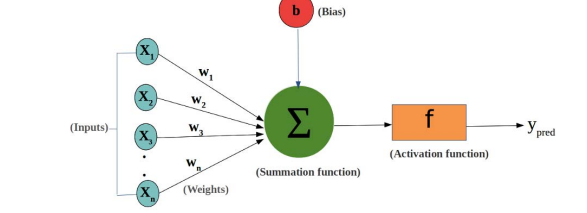 b (Bias)
X1
w1
X2
w2
(Inputs)
X3
w3
Σ
f
ypred
wn
(Activation function)
(Summation function)
Xn
(Weights)